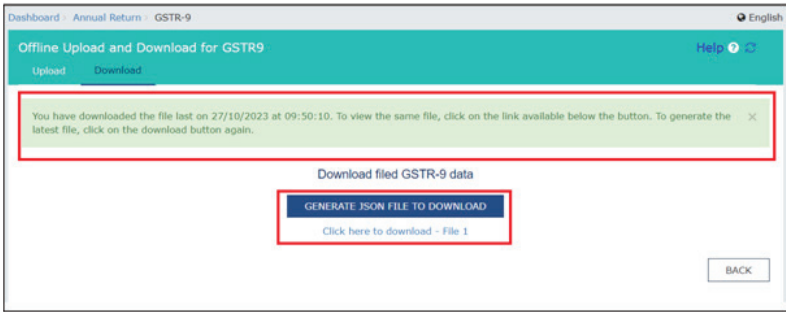 Dashboard › Annual Return › GSTR-9
English
Offline Upload and Download for GSTR9
Help
Upload Download
You have downloaded the file last on 27/10/2023 at 09:50:10. To view the same file, click on the link available below the button. To generate the
latest file, click on the download button again.
Download filed GSTR-9 data
GENERATE JSON FILE TO DOWNLOAD
Click here to download - File 1
BACK